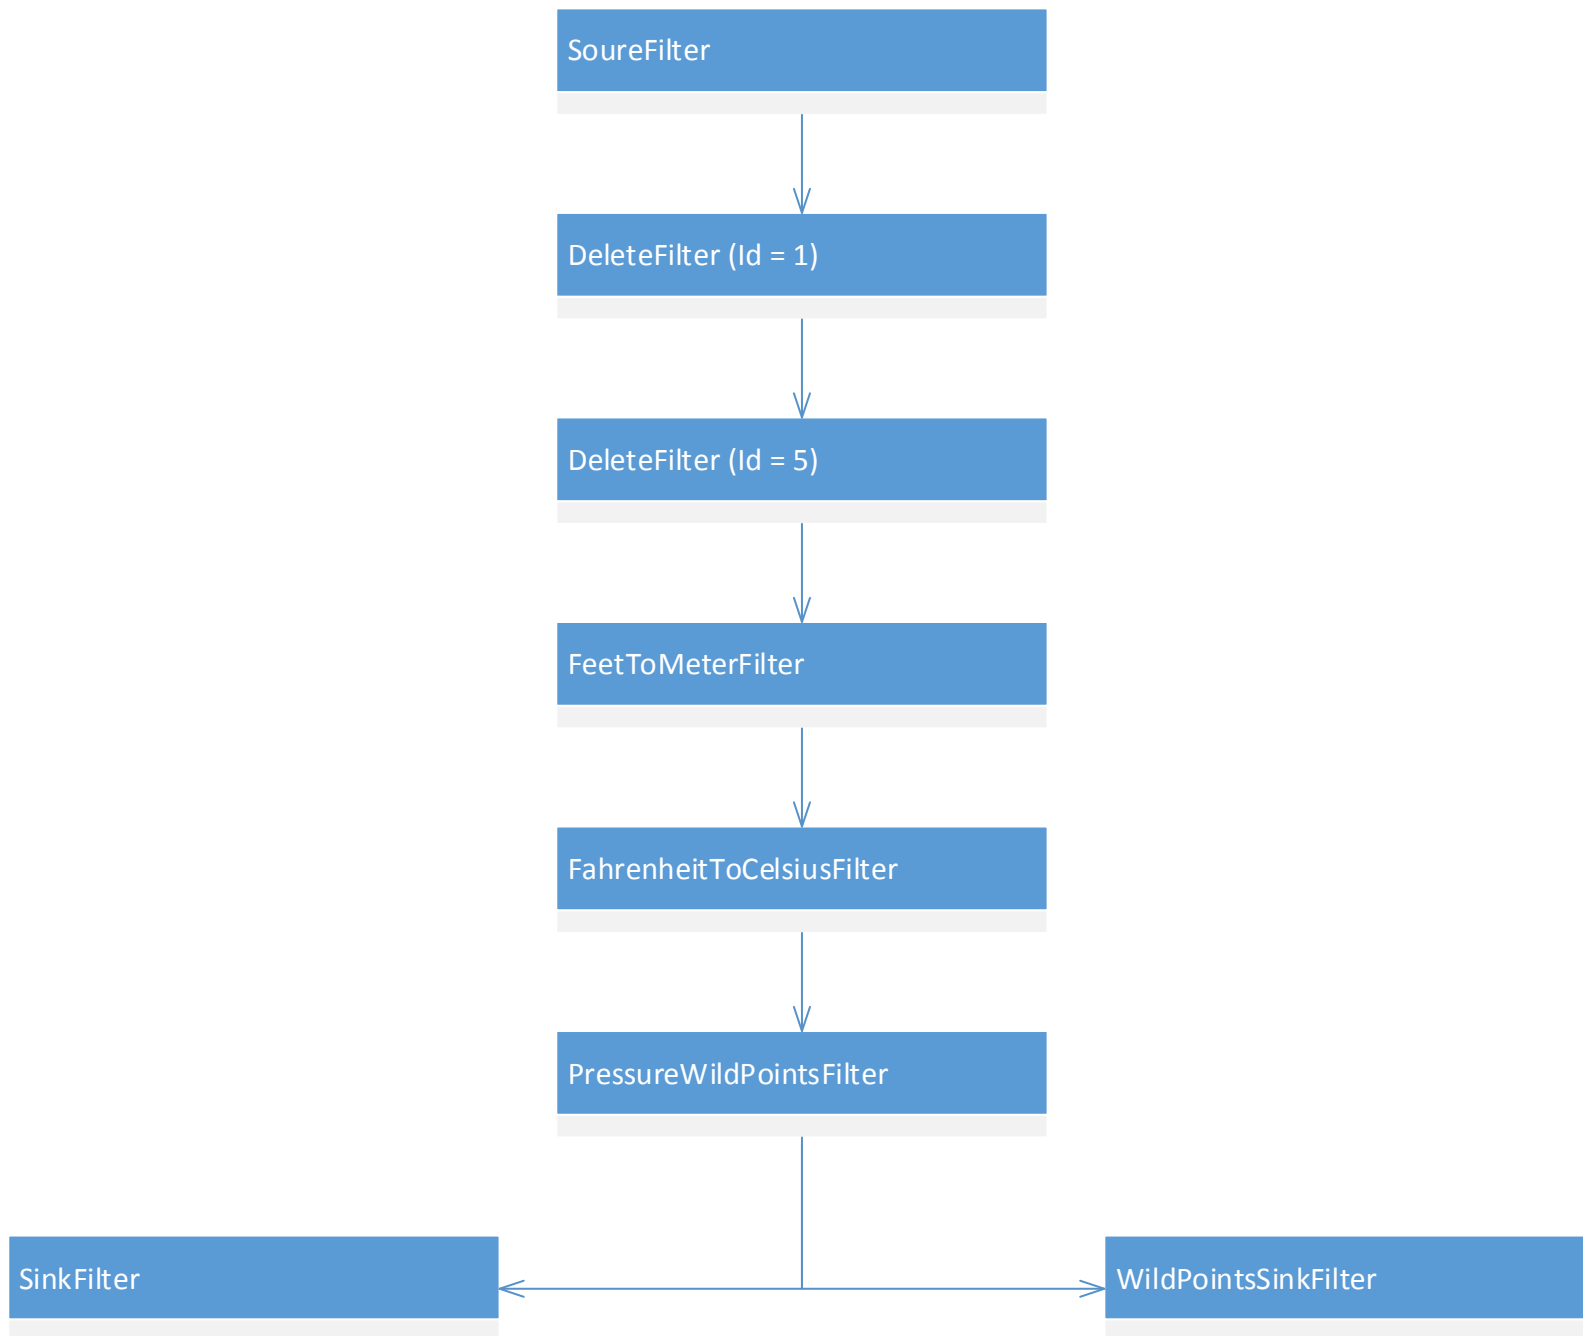 SoureFilter
DeleteFilter (Id = 1)
DeleteFilter (Id = 5)
FeetToMeterFilter
FahrenheitToCelsiusFilter
PressureWildPointsFilter
SinkFilter
WildPointsSinkFilter